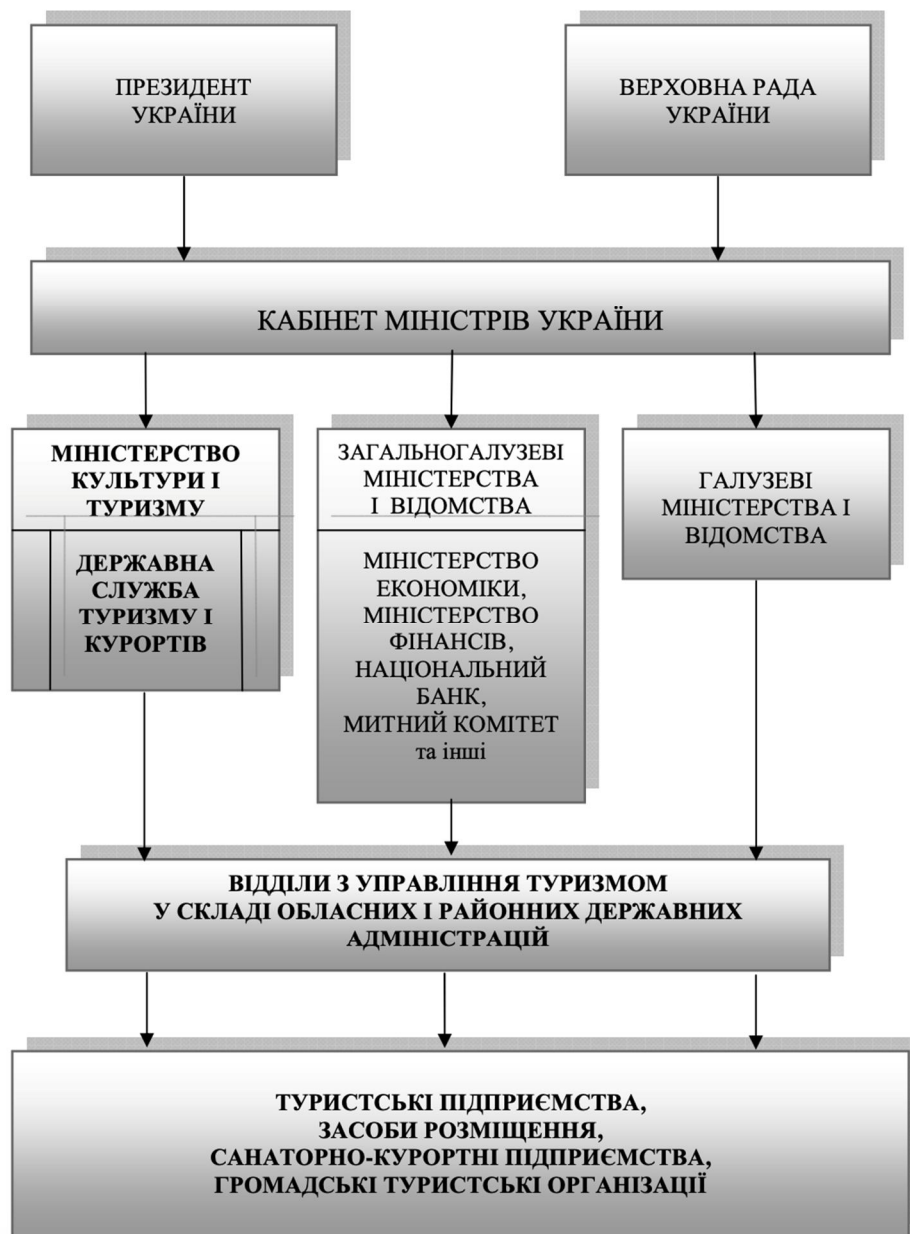 ПРЕЗИДЕНТ
УКРАЇНИ
ВЕРХОВНА РАДА
УКРАЇНИ
КАБІНЕТ МІНІСТРІВ УКРАЇНИ
МІНІСТЕРСТВО
КУЛЬТУРИ І
ТУРИЗМУ
ДЕРЖАВНА
СЛУЖБА
ТУРИЗМУ І
КУРОРТІВ
ЗАГАЛЬНОГАЛУЗЕВІ
МІНІСТЕРСТВА
І ВІДОМСТВА
МІНІСТЕРСТВО
ЕКОНОМІКИ,
МІНІСТЕРСТВО
ФІНАНСІВ,
НАЦІОНАЛЬНИЙ
БАНК,
МИТНИЙ КОМІТЕТ
та інші
ГАЛУЗЕВІ
МІНІСТЕРСТВА І
ВІДОМСТВА
ВІДДІЛИ З УПРАВЛІННЯ ТУРИЗМОМ
У СКЛАДІ ОБЛАСНИХ І РАЙОННИХ ДЕРЖАВНИХ
АДМІНІСТРАЦІЙ
ТУРИСТСЬКІ ПІДПРИЄМСТВА,
ЗАСОБИ РОЗМІЩЕННЯ,
САНАТОРНО-КУРОРТНІ ПІДПРИЄМСТВА,
ГРОМАДСЬКІ ТУРИСТСЬКІ ОРГАНІЗАЦІЇ